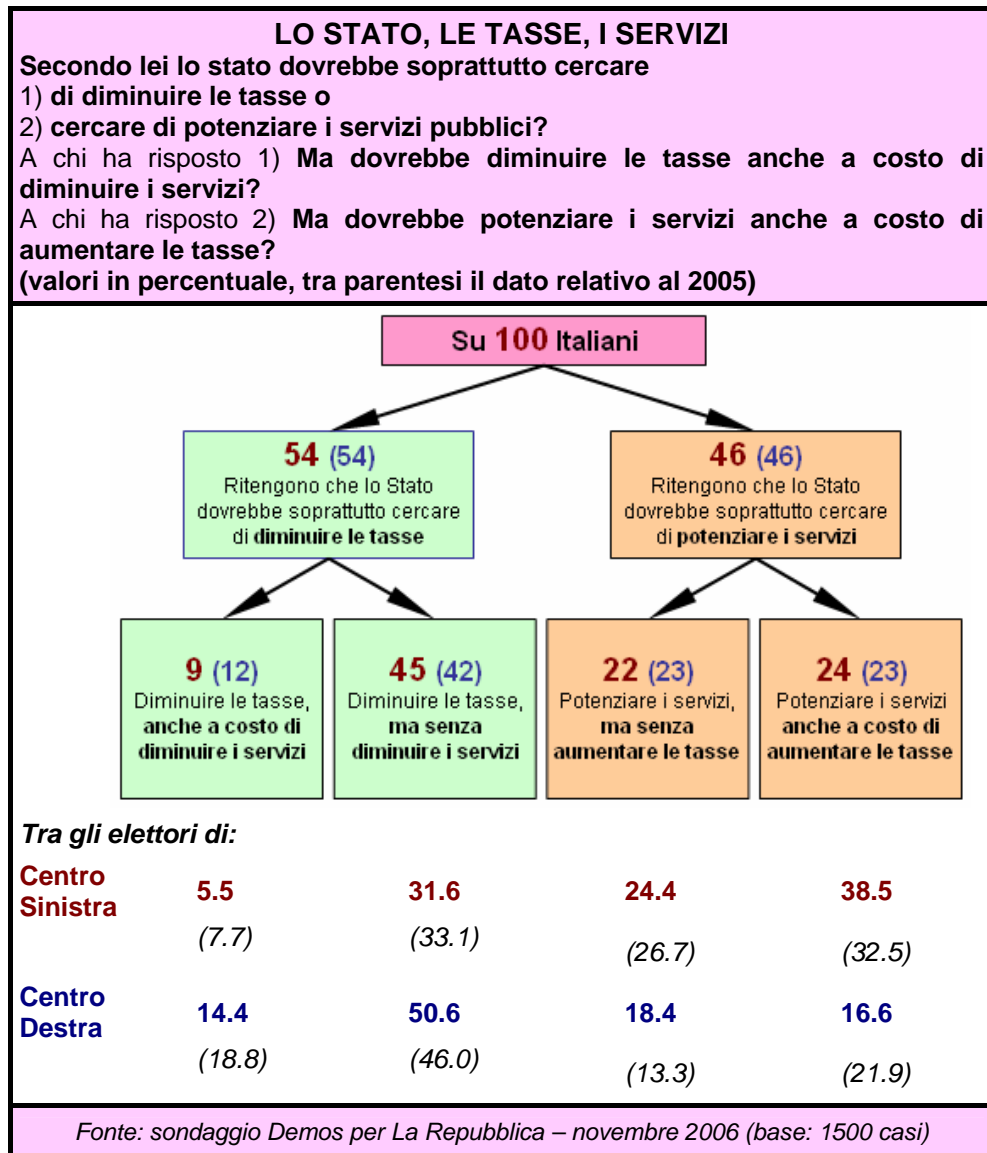 LO STATO, LE TASSE, I SERVIZI
Secondo lei lo stato dovrebbe soprattutto cercare
1) di diminuire le tasse o
2) cercare di potenziare i servizi pubblici?
A chi ha risposto 1) Ma dovrebbe diminuire le tasse anche a costo di
diminuire i servizi?
A chi ha risposto 2) Ma dovrebbe potenziare i servizi anche a costo di
aumentare le tasse?
(valori in percentuale, tra parentesi il dato relativo al 2005)
Su 100 Italiani
54 (54)
Ritengono che lo Stato
dovrebbe soprattutto cercare
di diminuire le tasse
46 (46)
Ritengono che lo Stato
dovrebbe soprattutto cercare
di potenziare i servizi
9 (12)
Diminuire le tasse,
anche a costo di
diminuire i servizi
45 (42)
Diminuire le tasse,
ma senza
diminuire i servizi
22 (23)
Potenziare i servizi,
ma senza
aumentare le tasse
24 (23)
Potenziare i servizi
anche a costo di
aumentare le tasse
Tra gli elettori di:
Centro
Sinistra
5.5 31.6 24.4 38.5
(7.7) (33.1) (26.7) (32.5)
Centro
Destra
14.4 50.6 18.4 16.6
(18.8) (46.0) (13.3) (21.9)
Fonte: sondaggio Demos per La Repubblica – novembre 2006 (base: 1500 casi)